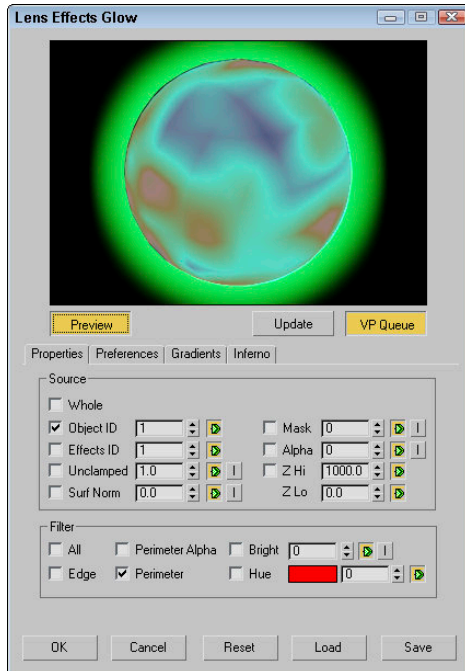 Lens Effects Glow
Preview Update VP Queue
Properties Preferences Gradients Inferno
Source
Whole
Object ID 1 Mask 0 I
Effects ID 1 Alpha 0 I
Unclamped 1.0 I Z Hi 1000.0
Surf Norm 0.0 I Z Lo 0.0
Filter
All Perimeter Alpha Bright 0 I
Edge Perimeter Hue 0
OK Cancel Reset Load Save